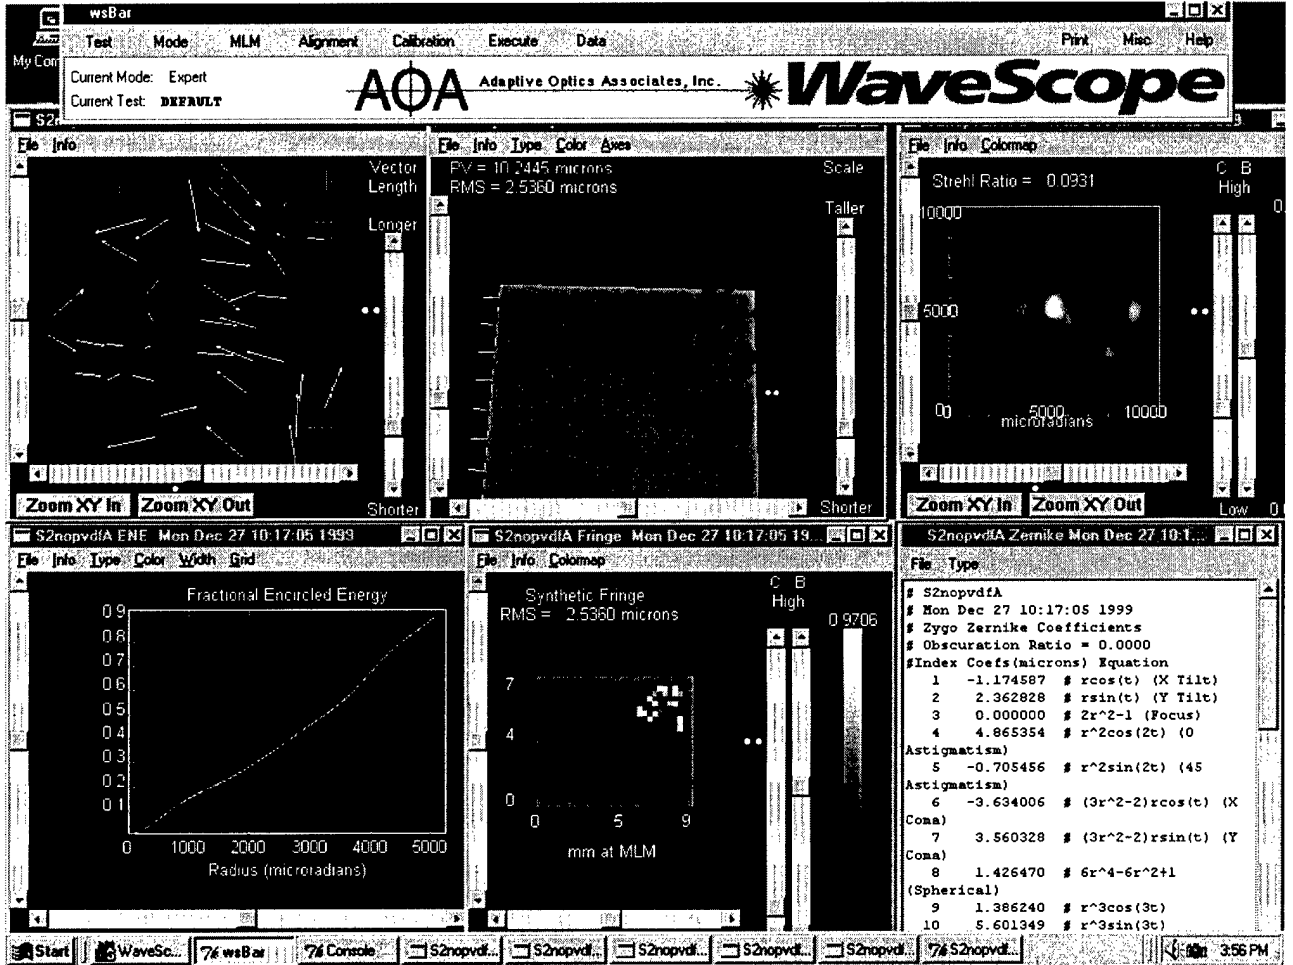 wsBar
Test Mode MLM Alignment Calibration Execute Data Print Misc Help
My Com
Current Mode: Expert
Current Test: DEFAULT
AOA Adaptive Optics Associates, Inc. WaveScope
File Info
Vector
Length
Longer
Shorter
Zoom XY In Zoom XY Out
File Info Type Color Axes
PV = 10.2445 microns
RMS = 2.5360 microns
Scale
Taller
Shorter
File Info Colormap
Strehl Ratio = 0.0931
C B
High
10000
5000
0
0 5000 10000
microradians
Zoom XY In Zoom XY Out
Low
S2nopvdfA ENE Mon Dec 27 10:17:05 1999
File Info Type Color Width Grid
Fractional Encircled Energy
0.9
0.8
0.7
0.6
0.5
0.4
0.3
0.2
0.1
0 1000 2000 3000 4000 5000
Radius (microradians)
S2nopvdfA Fringe Mon Dec 27 10:17:05 19...
File Info Colormap
Synthetic Fringe
RMS = 2.5360 microns
C B
High
0.9706
7
4
0
0 5 9
mm at MLM
S2nopvdfA Zernike Mon Dec 27 10:1...
File Type
# S2nopvdfA
# Mon Dec 27 10:17:05 1999
# Zygo Zernike Coefficients
# Obscuration Ratio = 0.0000
#Index Coefs(microns) Equation
1 -1.174587 # rcos(t) (X Tilt)
2 2.362828 # rsin(t) (Y Tilt)
3 0.000000 # 2r^2-1 (Focus)
4 4.865354 # r^2cos(2t) (0
Astigmatism)
5 -0.705456 # r^2sin(2t) (45
Astigmatism)
6 -3.634006 # (3r^2-2)rcos(t) (X
Coma)
7 3.560328 # (3r^2-2)rsin(t) (Y
Coma)
8 1.426470 # 6r^4-6r^2+1
(Spherical)
9 1.386240 # r^3cos(3t)
10 5.601349 # r^3sin(3t)
Start WaveSc... wsBar Console S2nopvdf... S2nopvdf... S2nopvdf... S2nopvdf... S2nopvdf... S2nopvdf... 3:56 PM